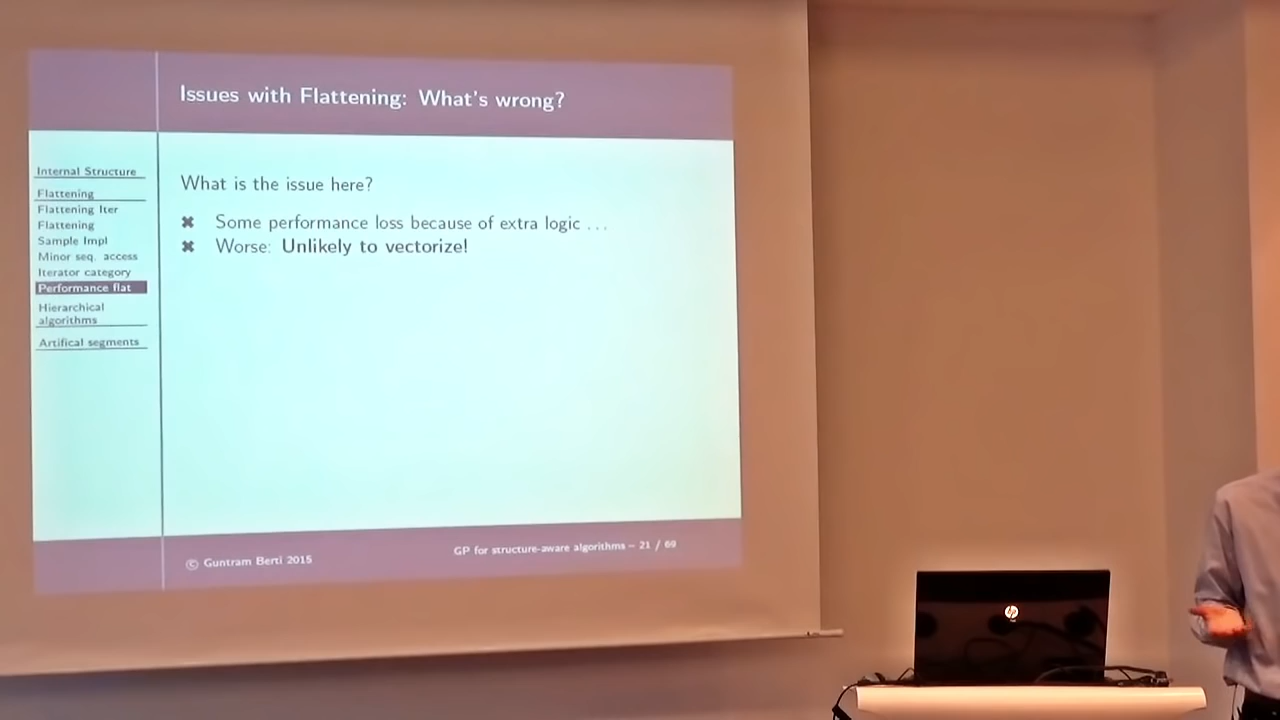 Issues with Flattening: What's wrong?
Internal Structure
Flattening
Flattening Iter
Flattening
Sample Impl
Minor seq. access
Iterator category
Performance flat
Hierarchical
algorithms
Artifical segments
What is the issue here?
✖ Some performance loss because of extra logic ...
✖ Worse: Unlikely to vectorize!
© Guntram Berti 2015
GP for structure-aware algorithms – 21 / 69
hp